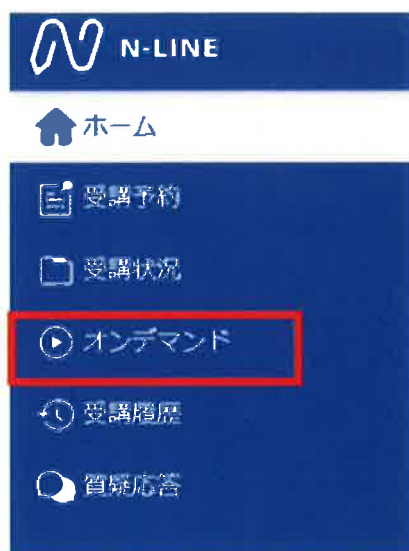 N-LINE
ホーム
受講予約
受講状況
オンデマンド
受講履歴
質疑応答